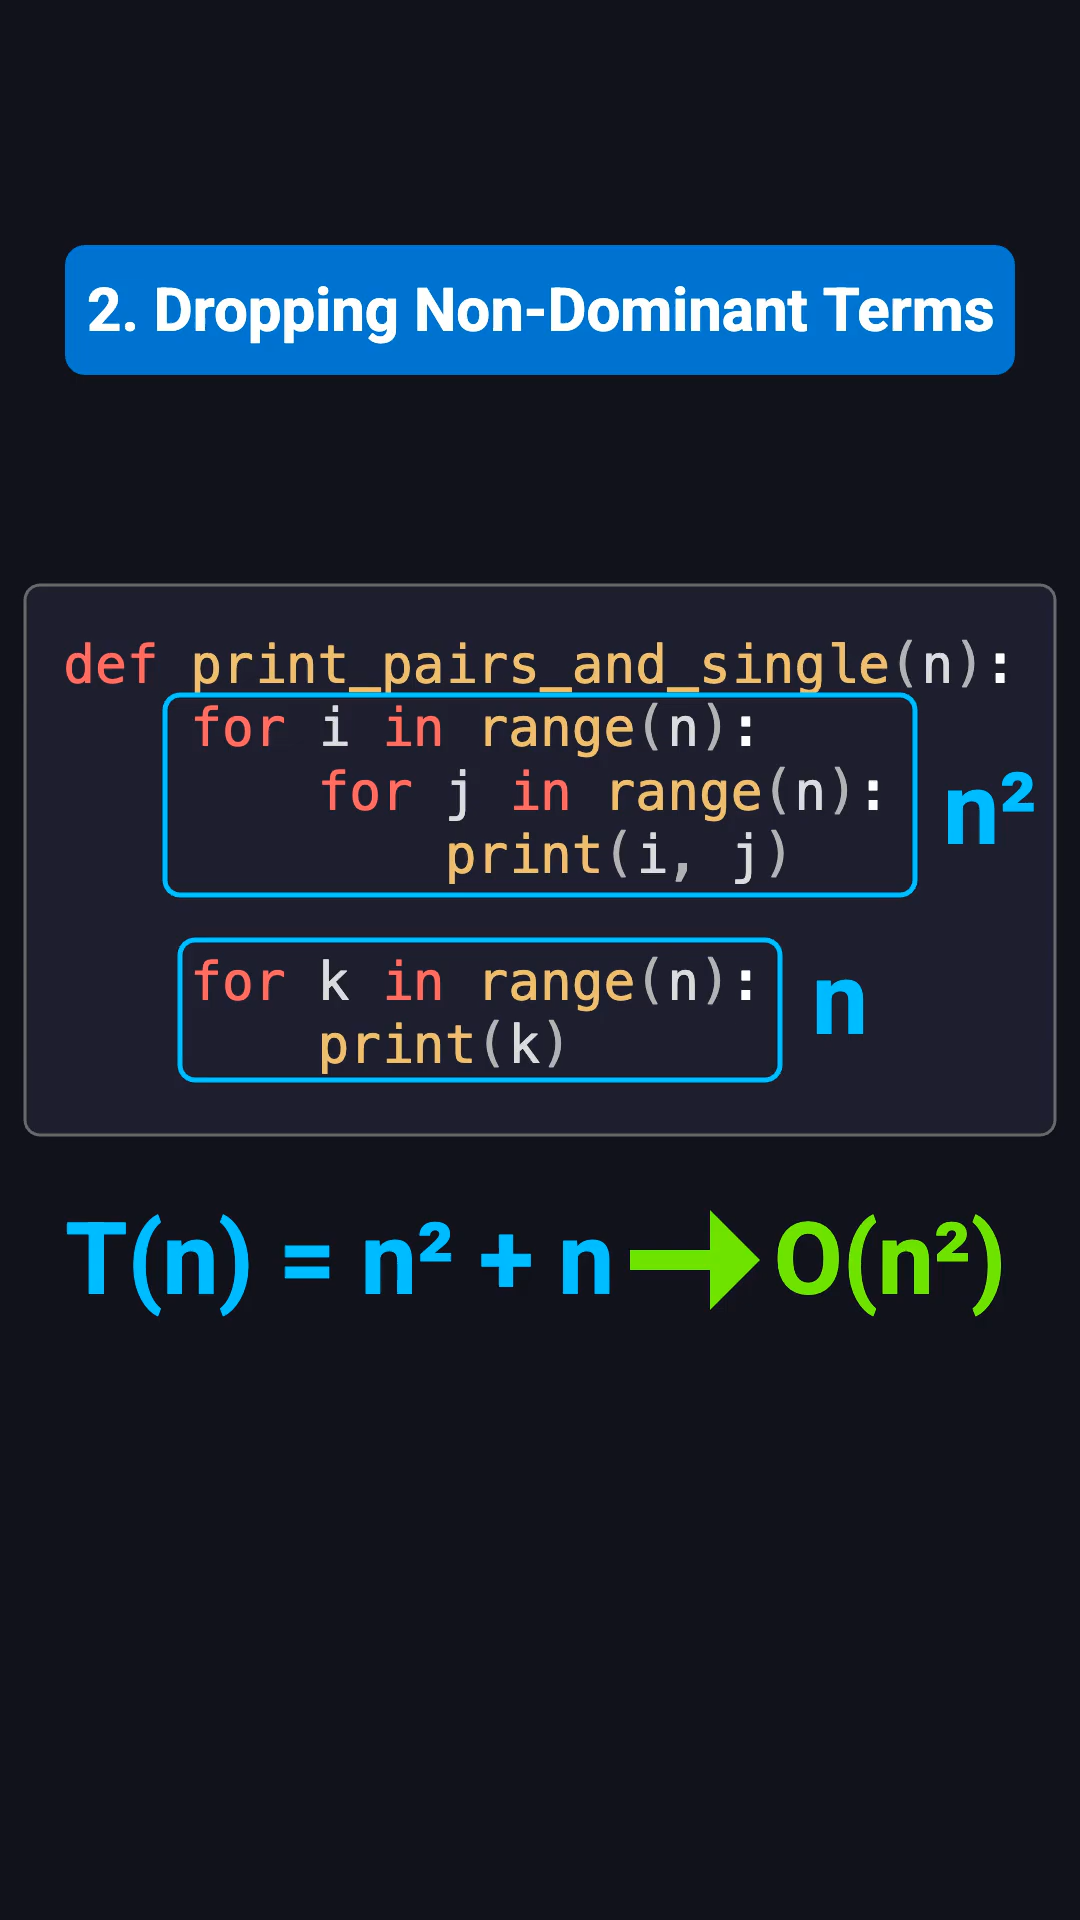 2. Dropping Non-Dominant Terms
def print_pairs_and_single(n):
for i in range(n):
for j in range(n):
print(i, j)
n²
for k in range(n):
print(k)
n
T(n) = n² + n
O(n²)